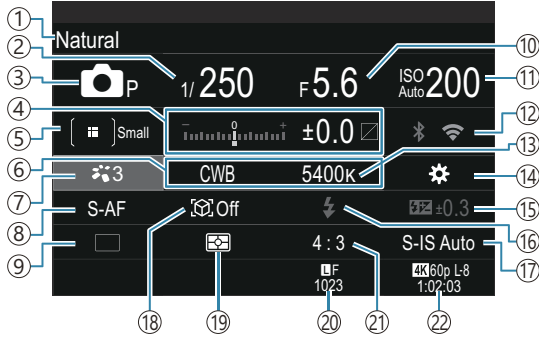 ① Natural
② ③ P 1/250 F5.6 ⑩ ISO Auto 200 ⑪
④ − 0 + ±0.0
⑤ [ ] Small ⑫
⑥ CWB 5400K ⑬
⑦ 3 ⑭
⑧ S-AF Off ±0.3 ⑮
⑯
⑨ 4:3 S-IS Auto ⑰
LF 4K 60p L-8
1023 1:02:03
⑱ ⑲ ⑳ ㉑ ㉒